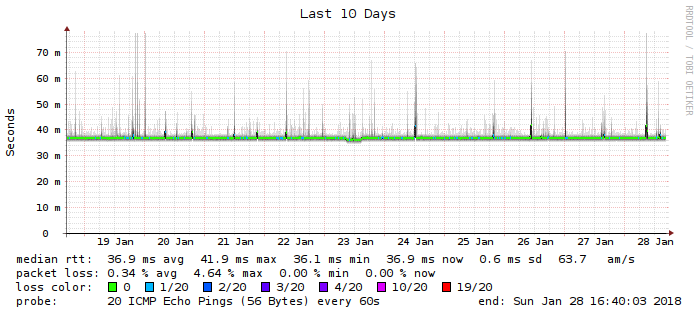 Last 10 Days
RRDTOOL / TOBI OETIKER
Seconds
70 m
60 m
50 m
40 m
30 m
20 m
10 m
0
19 Jan 20 Jan 21 Jan 22 Jan 23 Jan 24 Jan 25 Jan 26 Jan 27 Jan 28 Jan
median rtt: 36.9 ms avg 41.9 ms max 36.1 ms min 36.9 ms now 0.6 ms sd 63.7 am/s
packet loss: 0.34 % avg 4.64 % max 0.00 % min 0.00 % now
loss color: 0 1/20 2/20 3/20 4/20 10/20 19/20
probe: 20 ICMP Echo Pings (56 Bytes) every 60s end: Sun Jan 28 16:40:03 2018